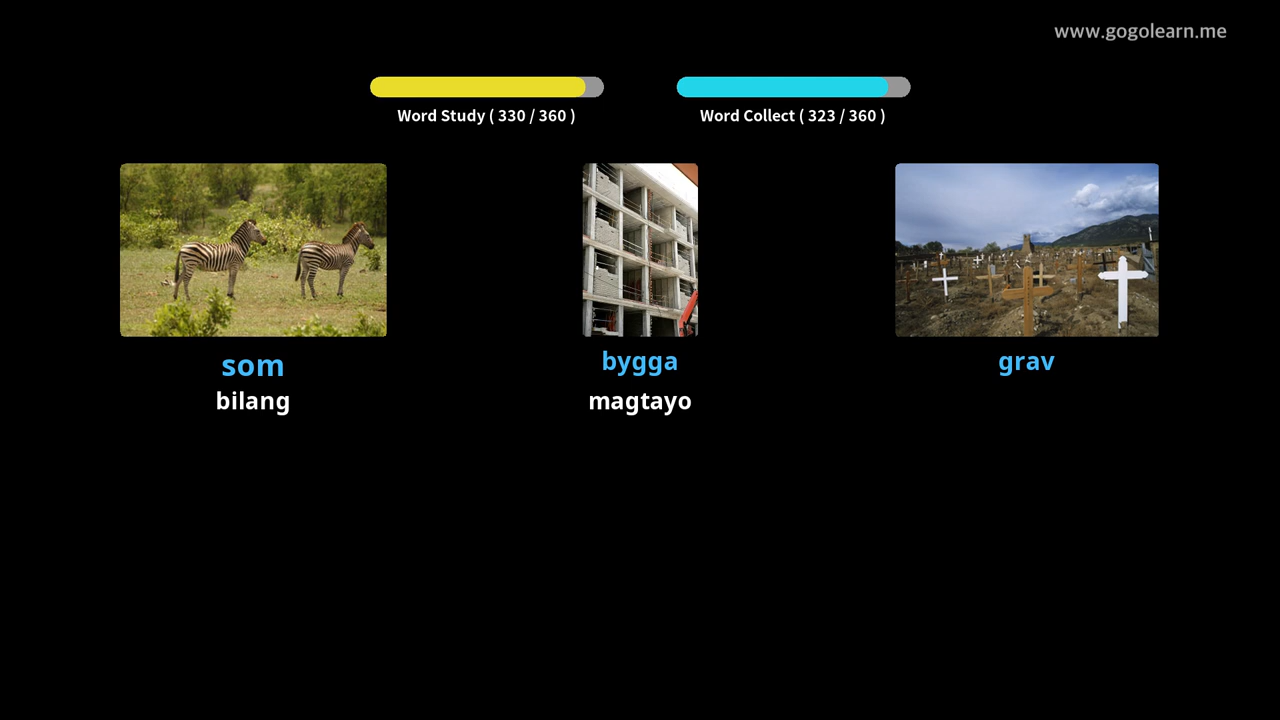 www.gogolearn.me
Word Study ( 330 / 360 )
Word Collect ( 323 / 360 )
som
bilang
bygga
magtayo
grav